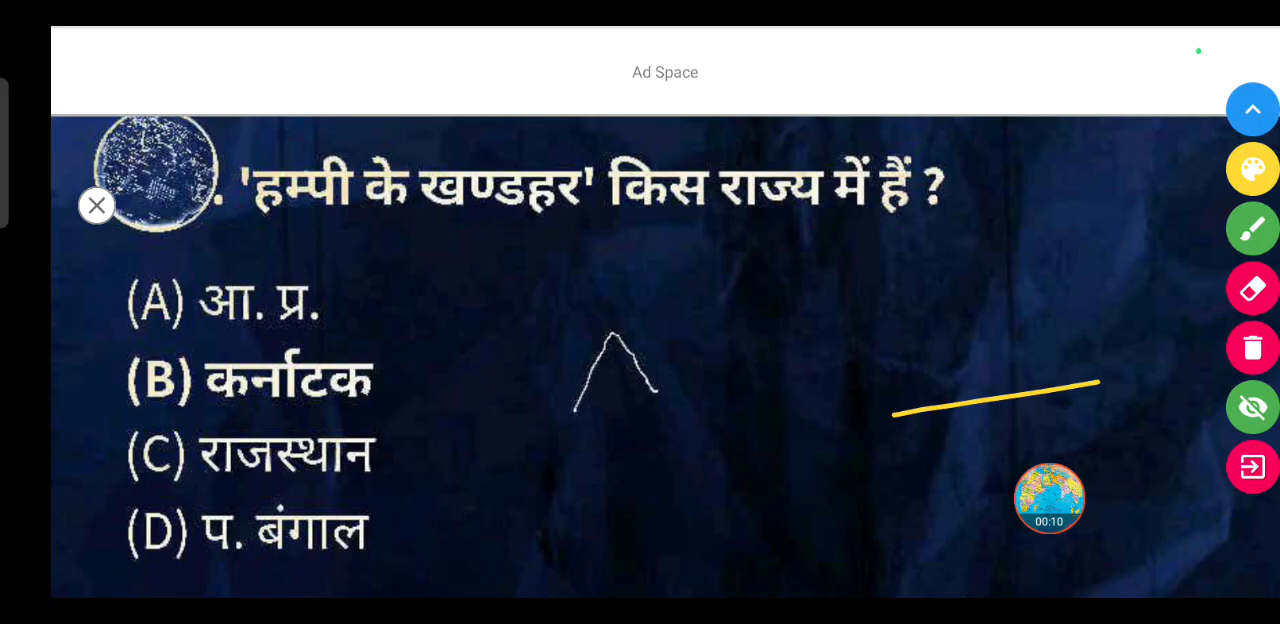 Ad Space
. 'हम्पी के खण्डहर' किस राज्य में हैं ?
(A) आ. प्र.
(B) कर्नाटक
(C) राजस्थान
(D) प. बंगाल
00:10